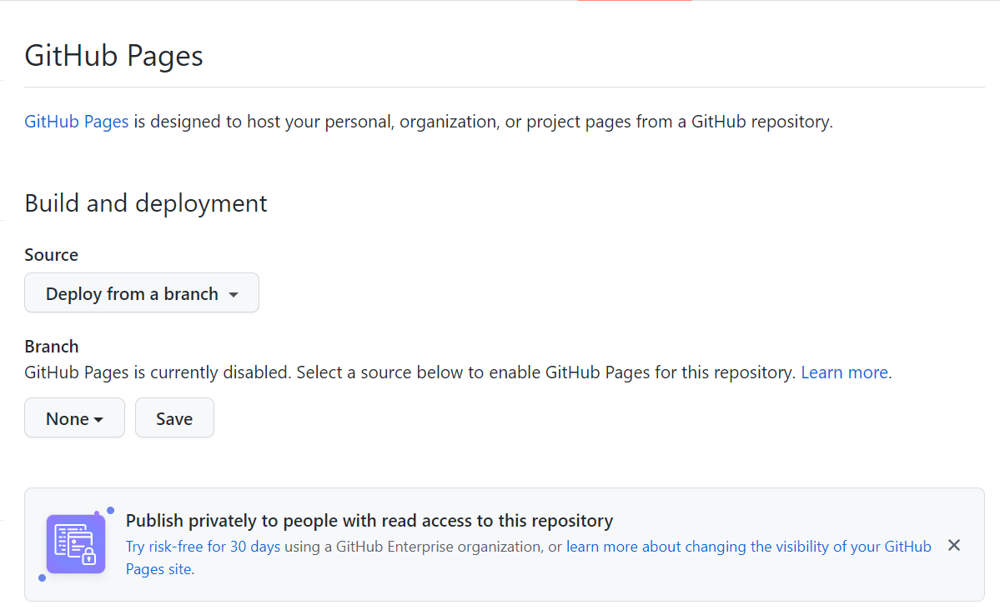 GitHub Pages
GitHub Pages is designed to host your personal, organization, or project pages from a GitHub repository.
Build and deployment
Source
Deploy from a branch
Branch
GitHub Pages is currently disabled. Select a source below to enable GitHub Pages for this repository. Learn more.
None
Save
Publish privately to people with read access to this repository
Try risk-free for 30 days using a GitHub Enterprise organization, or learn more about changing the visibility of your GitHub
Pages site.